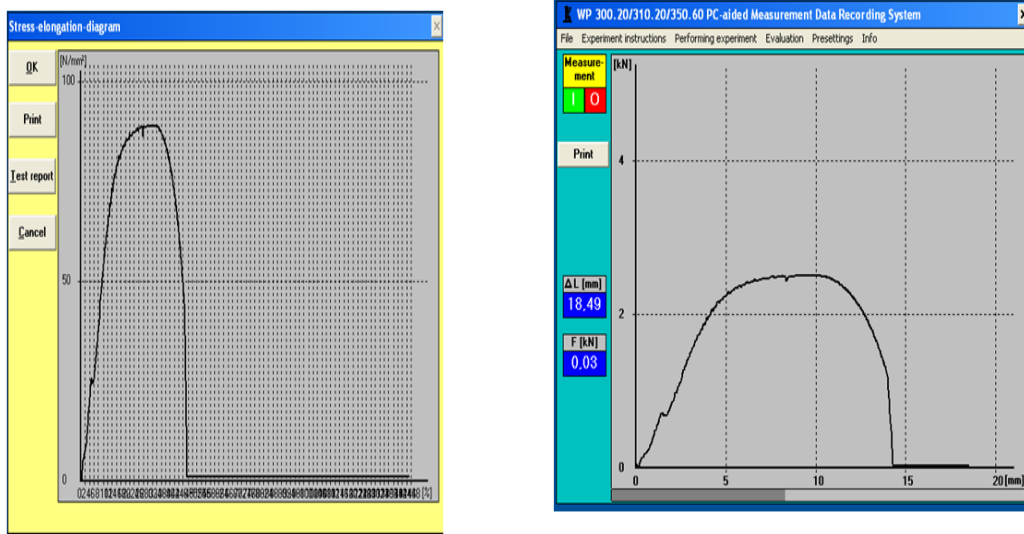 Stress-elongation-diagram
x
OK
Print
Test report
Cancel
[N/mm²]
100
50
0
[%]
WP 300.20/310.20/350.60 PC-aided Measurement Data Recording System
File Experiment instructions Performing experiment Evaluation Presettings Info
Measure-
ment
I O
Print
ΔL [mm]
18,49
F [kN]
0,03
[kN]
4
2
0
0 5 10 15 20 [mm]